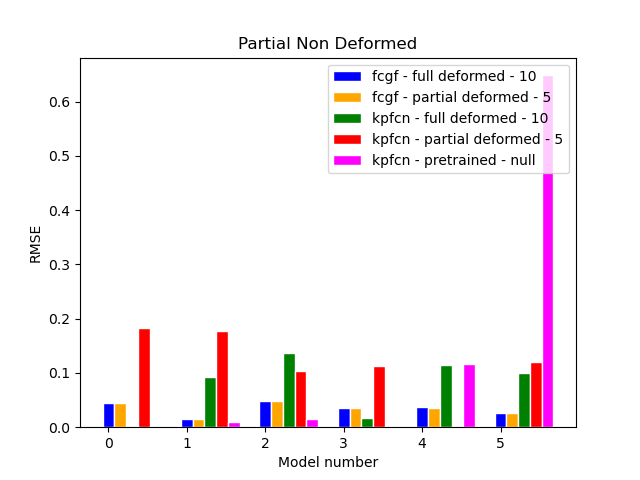 Partial Non Deformed
fcgf - full deformed - 10
fcgf - partial deformed - 5
kpfcn - full deformed - 10
kpfcn - partial deformed - 5
kpfcn - pretrained - null
0.6
0.5
0.4
0.3
0.2
0.1
0.0
RMSE
0 1 2 3 4 5
Model number